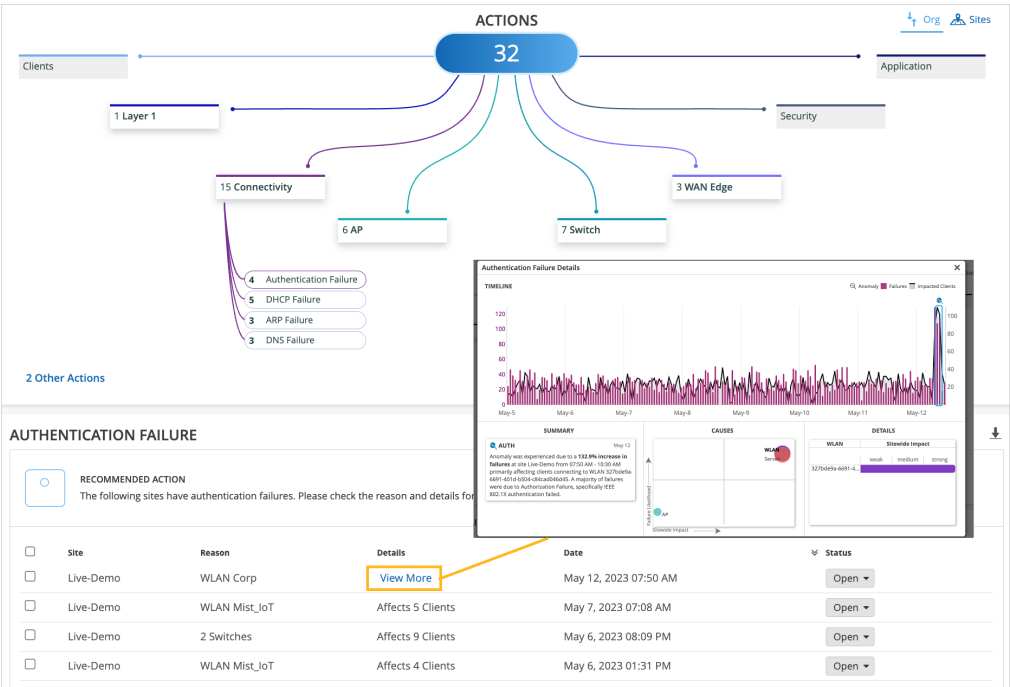 ACTIONS
Org
Sites
32
Clients
Application
1 Layer 1
Security
15 Connectivity
3 WAN Edge
6 AP
7 Switch
4 Authentication Failure
5 DHCP Failure
3 ARP Failure
3 DNS Failure
2 Other Actions
Authentication Failure Details
TIMELINE
Anomaly Failures Impacted Clients
120
100
80
60
40
20
0
100
80
60
40
20
May-5 May-6 May-7 May-8 May-9 May-10 May-11 May-12
SUMMARY
AUTH May 12
Anomaly was experienced due to a 132.9% increase in
failures at site Live-Demo from 07:50 AM - 10:30 AM
primarily affecting clients connecting to WLAN 327bde9a-
6691-401d-b504-c84cad046d45. A majority of failures
were due to Authorization Failure, specifically IEEE
802.1X authentication failed.
CAUSES
WLAN
Server
AP
Failure (Likelihood)
Sitewide Impact
DETAILS
WLAN Sitewide Impact
weak medium strong
327bde9a-6691-4...
AUTHENTICATION FAILURE
RECOMMENDED ACTION
The following sites have authentication failures. Please check the reason and details for
Site Reason Details Date Status
Live-Demo WLAN Corp View More May 12, 2023 07:50 AM Open
Live-Demo WLAN Mist_IoT Affects 5 Clients May 7, 2023 07:08 AM Open
Live-Demo 2 Switches Affects 9 Clients May 6, 2023 08:09 PM Open
Live-Demo WLAN Mist_IoT Affects 4 Clients May 6, 2023 01:31 PM Open